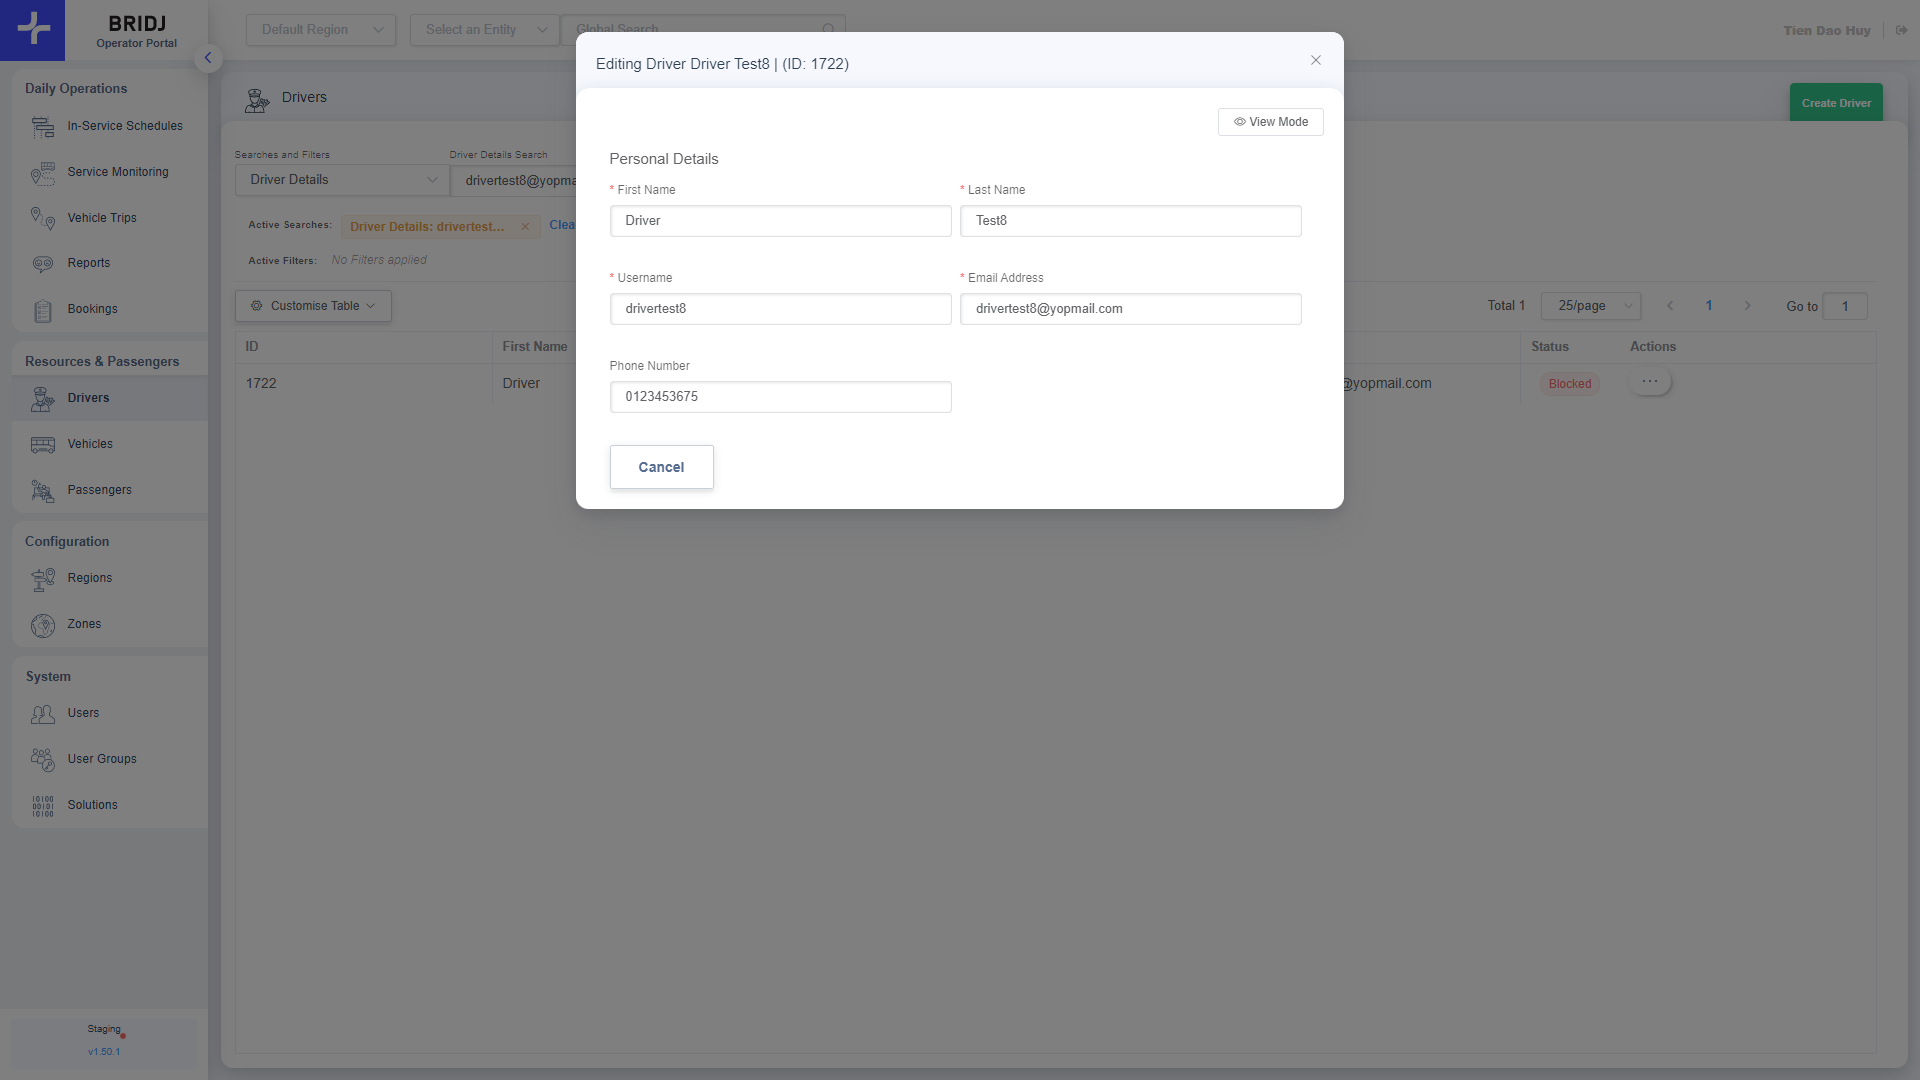 BRIDJ
Operator Portal
Default Region
Select an Entity
Global Search
Tien Dao Huy
Editing Driver Driver Test8 | (ID: 1722)
Daily Operations
In-Service Schedules
Service Monitoring
Vehicle Trips
Reports
Bookings
Resources & Passengers
Drivers
Vehicles
Passengers
Configuration
Regions
Zones
System
Users
User Groups
Solutions
Staging
v1.50.1
Drivers
Create Driver
Searches and Filters
Driver Details Search
Driver Details
drivertest8@yopma
Active Searches:
Driver Details: drivertest...
Clea
Active Filters:
No Filters applied
Customise Table
Total 1
25/page
1
Go to
1
ID
First Name
Status
Actions
1722
Driver
@yopmail.com
Blocked
View Mode
Personal Details
* First Name
* Last Name
Driver
Test8
* Username
* Email Address
drivertest8
drivertest8@yopmail.com
Phone Number
0123453675
Cancel